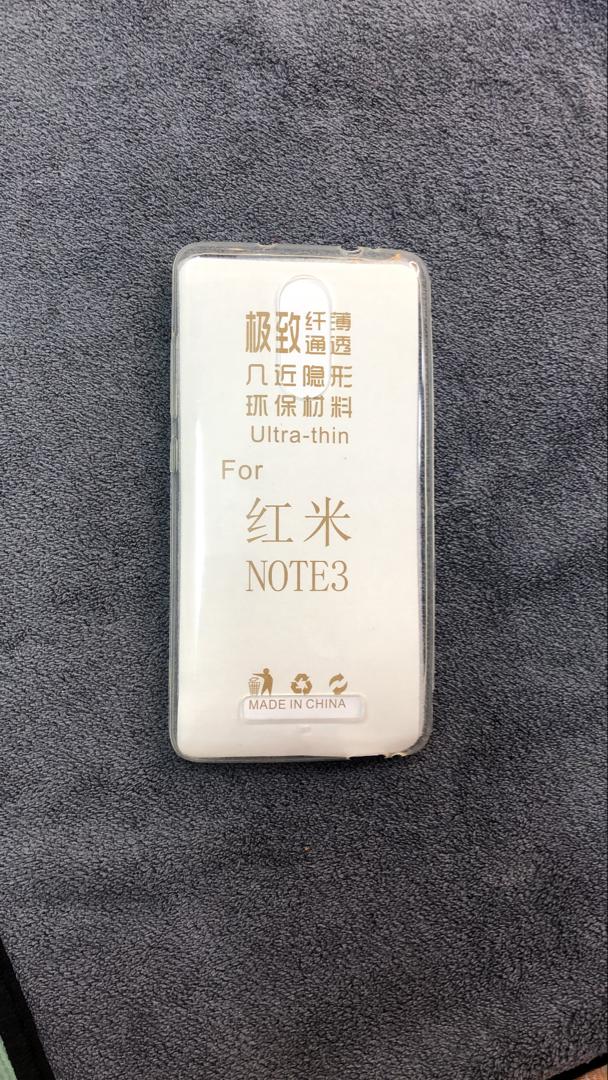 极致纤薄
通透
几近隐形
环保材料
Ultra-thin
For
红米
NOTE3
MADE IN CHINA